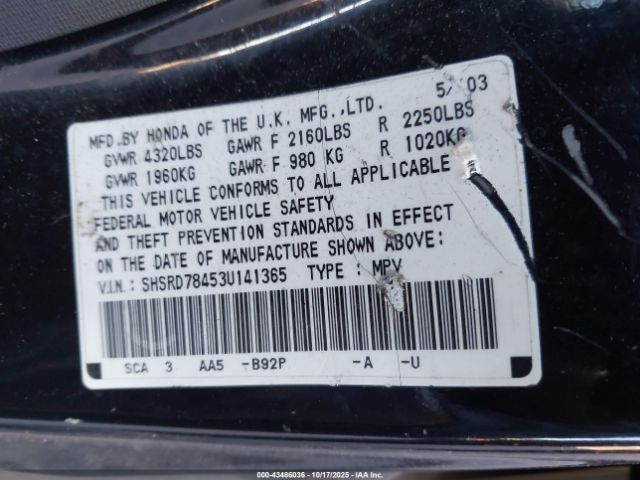 5/ 03
MFD.BY HONDA OF THE U.K. MFG.,LTD.
GVWR 4320LBS GAWR F 2160LBS R 2250LBS
GVWR 1960KG GAWR F 980 KG R 1020KG
THIS VEHICLE CONFORMS TO ALL APPLICABLE
FEDERAL MOTOR VEHICLE SAFETY
AND THEFT PREVENTION STANDARDS IN EFFECT
ON THE DATE OF MANUFACTURE SHOWN ABOVE:
V.I.N.: SHSRD78453U141365 TYPE : MPV
SCA 3 AA5 -B92P -A -U
00-43486036 | 10/17/2025 | IAA Inc.